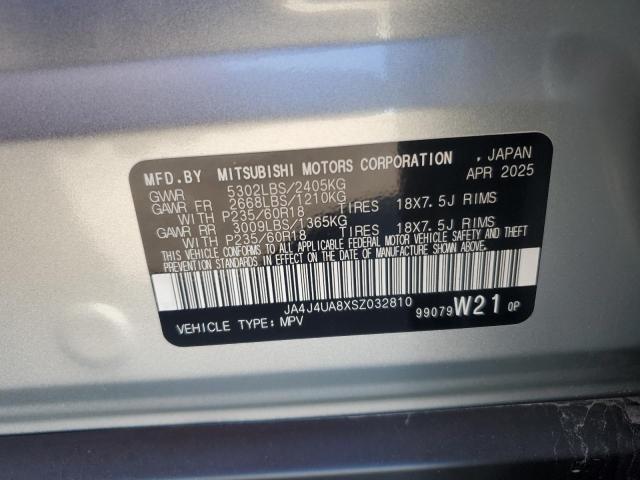 MFD.BY MITSUBISHI MOTORS CORPORATION , JAPAN
GVWR 5302LBS/2405KG APR 2025
GAWR FR 2668LBS/1210KG
WITH P235/60R18 TIRES 18X7.5J RIMS
GAWR RR 3009LBS/1365KG
WITH P235/60R18 TIRES 18X7.5J RIMS
THIS VEHICLE CONFORMS TO ALL APPLICABLE FEDERAL MOTOR VEHICLE SAFETY AND THEFT
PREVENTION STANDARDS IN EFFECT ON THE DATE OF MANUFACTURE SHOWN ABOVE.
JA4J4UA8XSZ032810
VEHICLE TYPE: MPV 99079 W21 0P